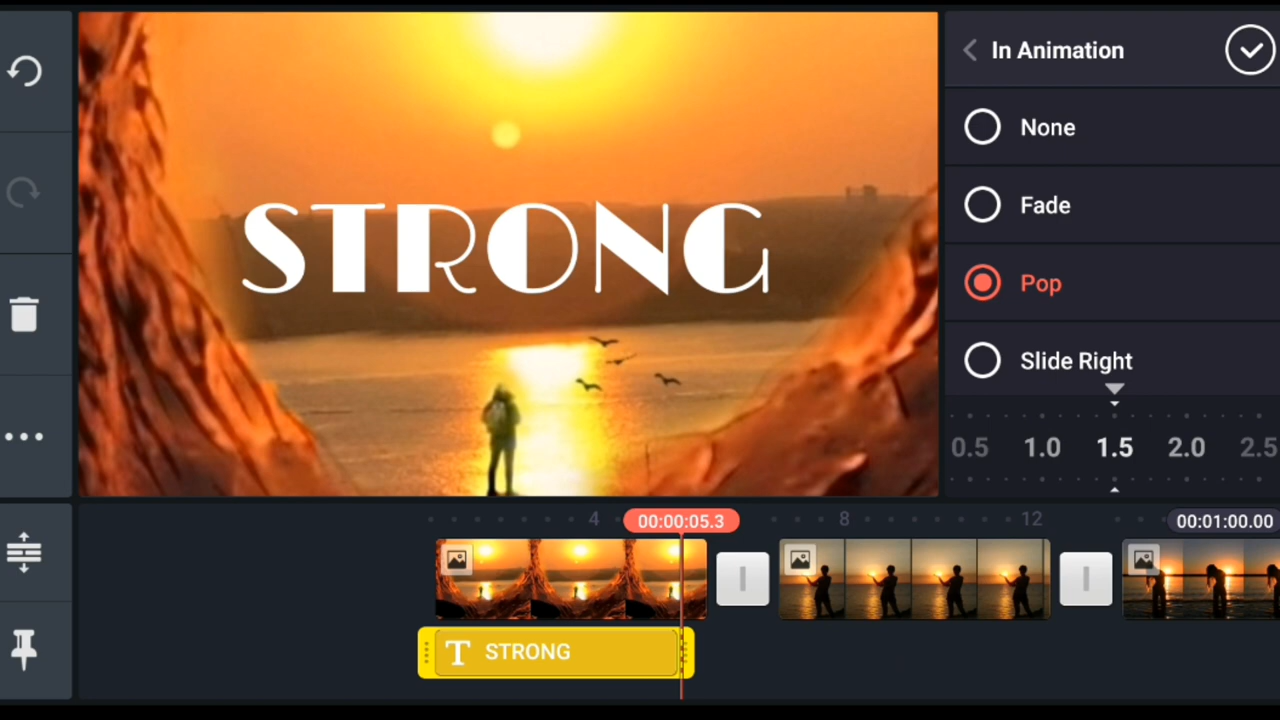 In Animation
None
STRONG
Fade
Pop
Slide Right
0.5 1.0 1.5 2.0 2.5
4 00:00:05.3 8 12 00:01:00.00
T STRONG